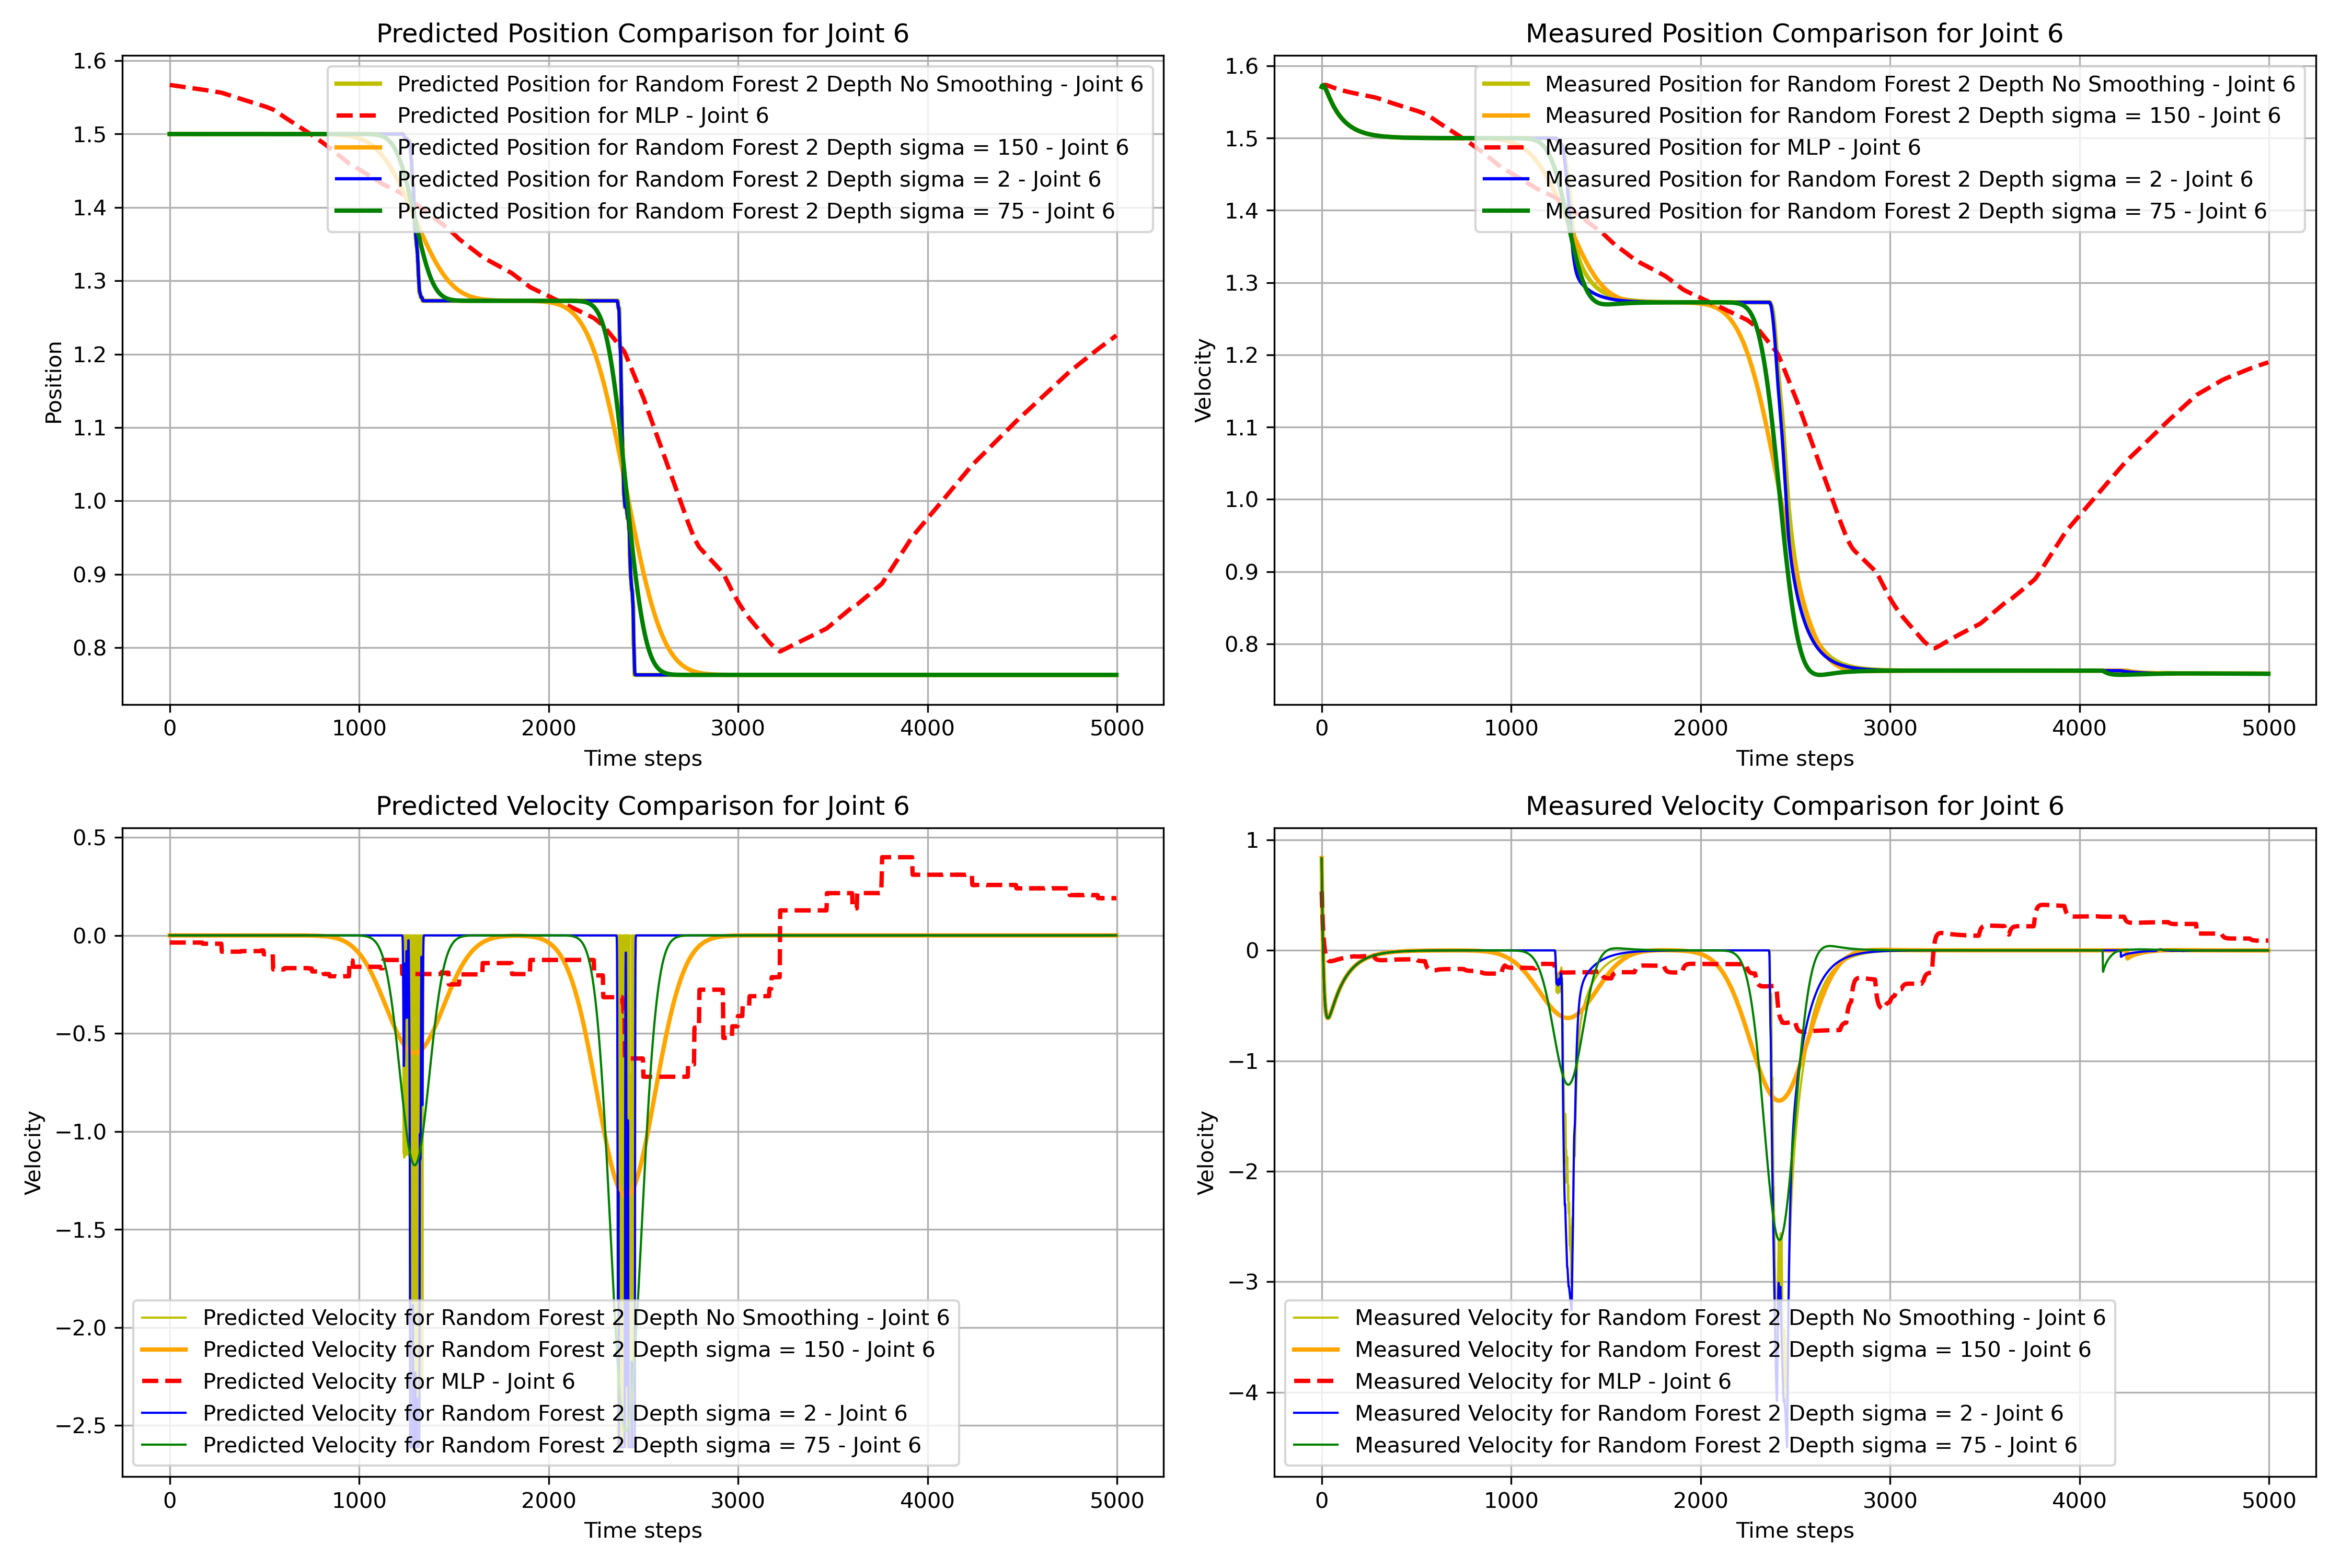 Predicted Position Comparison for Joint 6
1.6
1.5
1.4
1.3
1.2
1.1
1.0
0.9
0.8
Position
Predicted Position for Random Forest 2 Depth No Smoothing - Joint 6
Predicted Position for MLP - Joint 6
Predicted Position for Random Forest 2 Depth sigma = 150 - Joint 6
Predicted Position for Random Forest 2 Depth sigma = 2 - Joint 6
Predicted Position for Random Forest 2 Depth sigma = 75 - Joint 6
0 1000 2000 3000 4000 5000
Time steps
Measured Position Comparison for Joint 6
1.6
1.5
1.4
1.3
1.2
1.1
1.0
0.9
0.8
Velocity
Measured Position for Random Forest 2 Depth No Smoothing - Joint 6
Measured Position for Random Forest 2 Depth sigma = 150 - Joint 6
Measured Position for MLP - Joint 6
Measured Position for Random Forest 2 Depth sigma = 2 - Joint 6
Measured Position for Random Forest 2 Depth sigma = 75 - Joint 6
0 1000 2000 3000 4000 5000
Time steps
Predicted Velocity Comparison for Joint 6
0.5
0.0
−0.5
−1.0
−1.5
−2.0
−2.5
Velocity
Predicted Velocity for Random Forest 2 Depth No Smoothing - Joint 6
Predicted Velocity for Random Forest 2 Depth sigma = 150 - Joint 6
Predicted Velocity for MLP - Joint 6
Predicted Velocity for Random Forest 2 Depth sigma = 2 - Joint 6
Predicted Velocity for Random Forest 2 Depth sigma = 75 - Joint 6
0 1000 2000 3000 4000 5000
Time steps
Measured Velocity Comparison for Joint 6
1
0
−1
−2
−3
−4
Velocity
Measured Velocity for Random Forest 2 Depth No Smoothing - Joint 6
Measured Velocity for Random Forest 2 Depth sigma = 150 - Joint 6
Measured Velocity for MLP - Joint 6
Measured Velocity for Random Forest 2 Depth sigma = 2 - Joint 6
Measured Velocity for Random Forest 2 Depth sigma = 75 - Joint 6
0 1000 2000 3000 4000 5000
Time steps